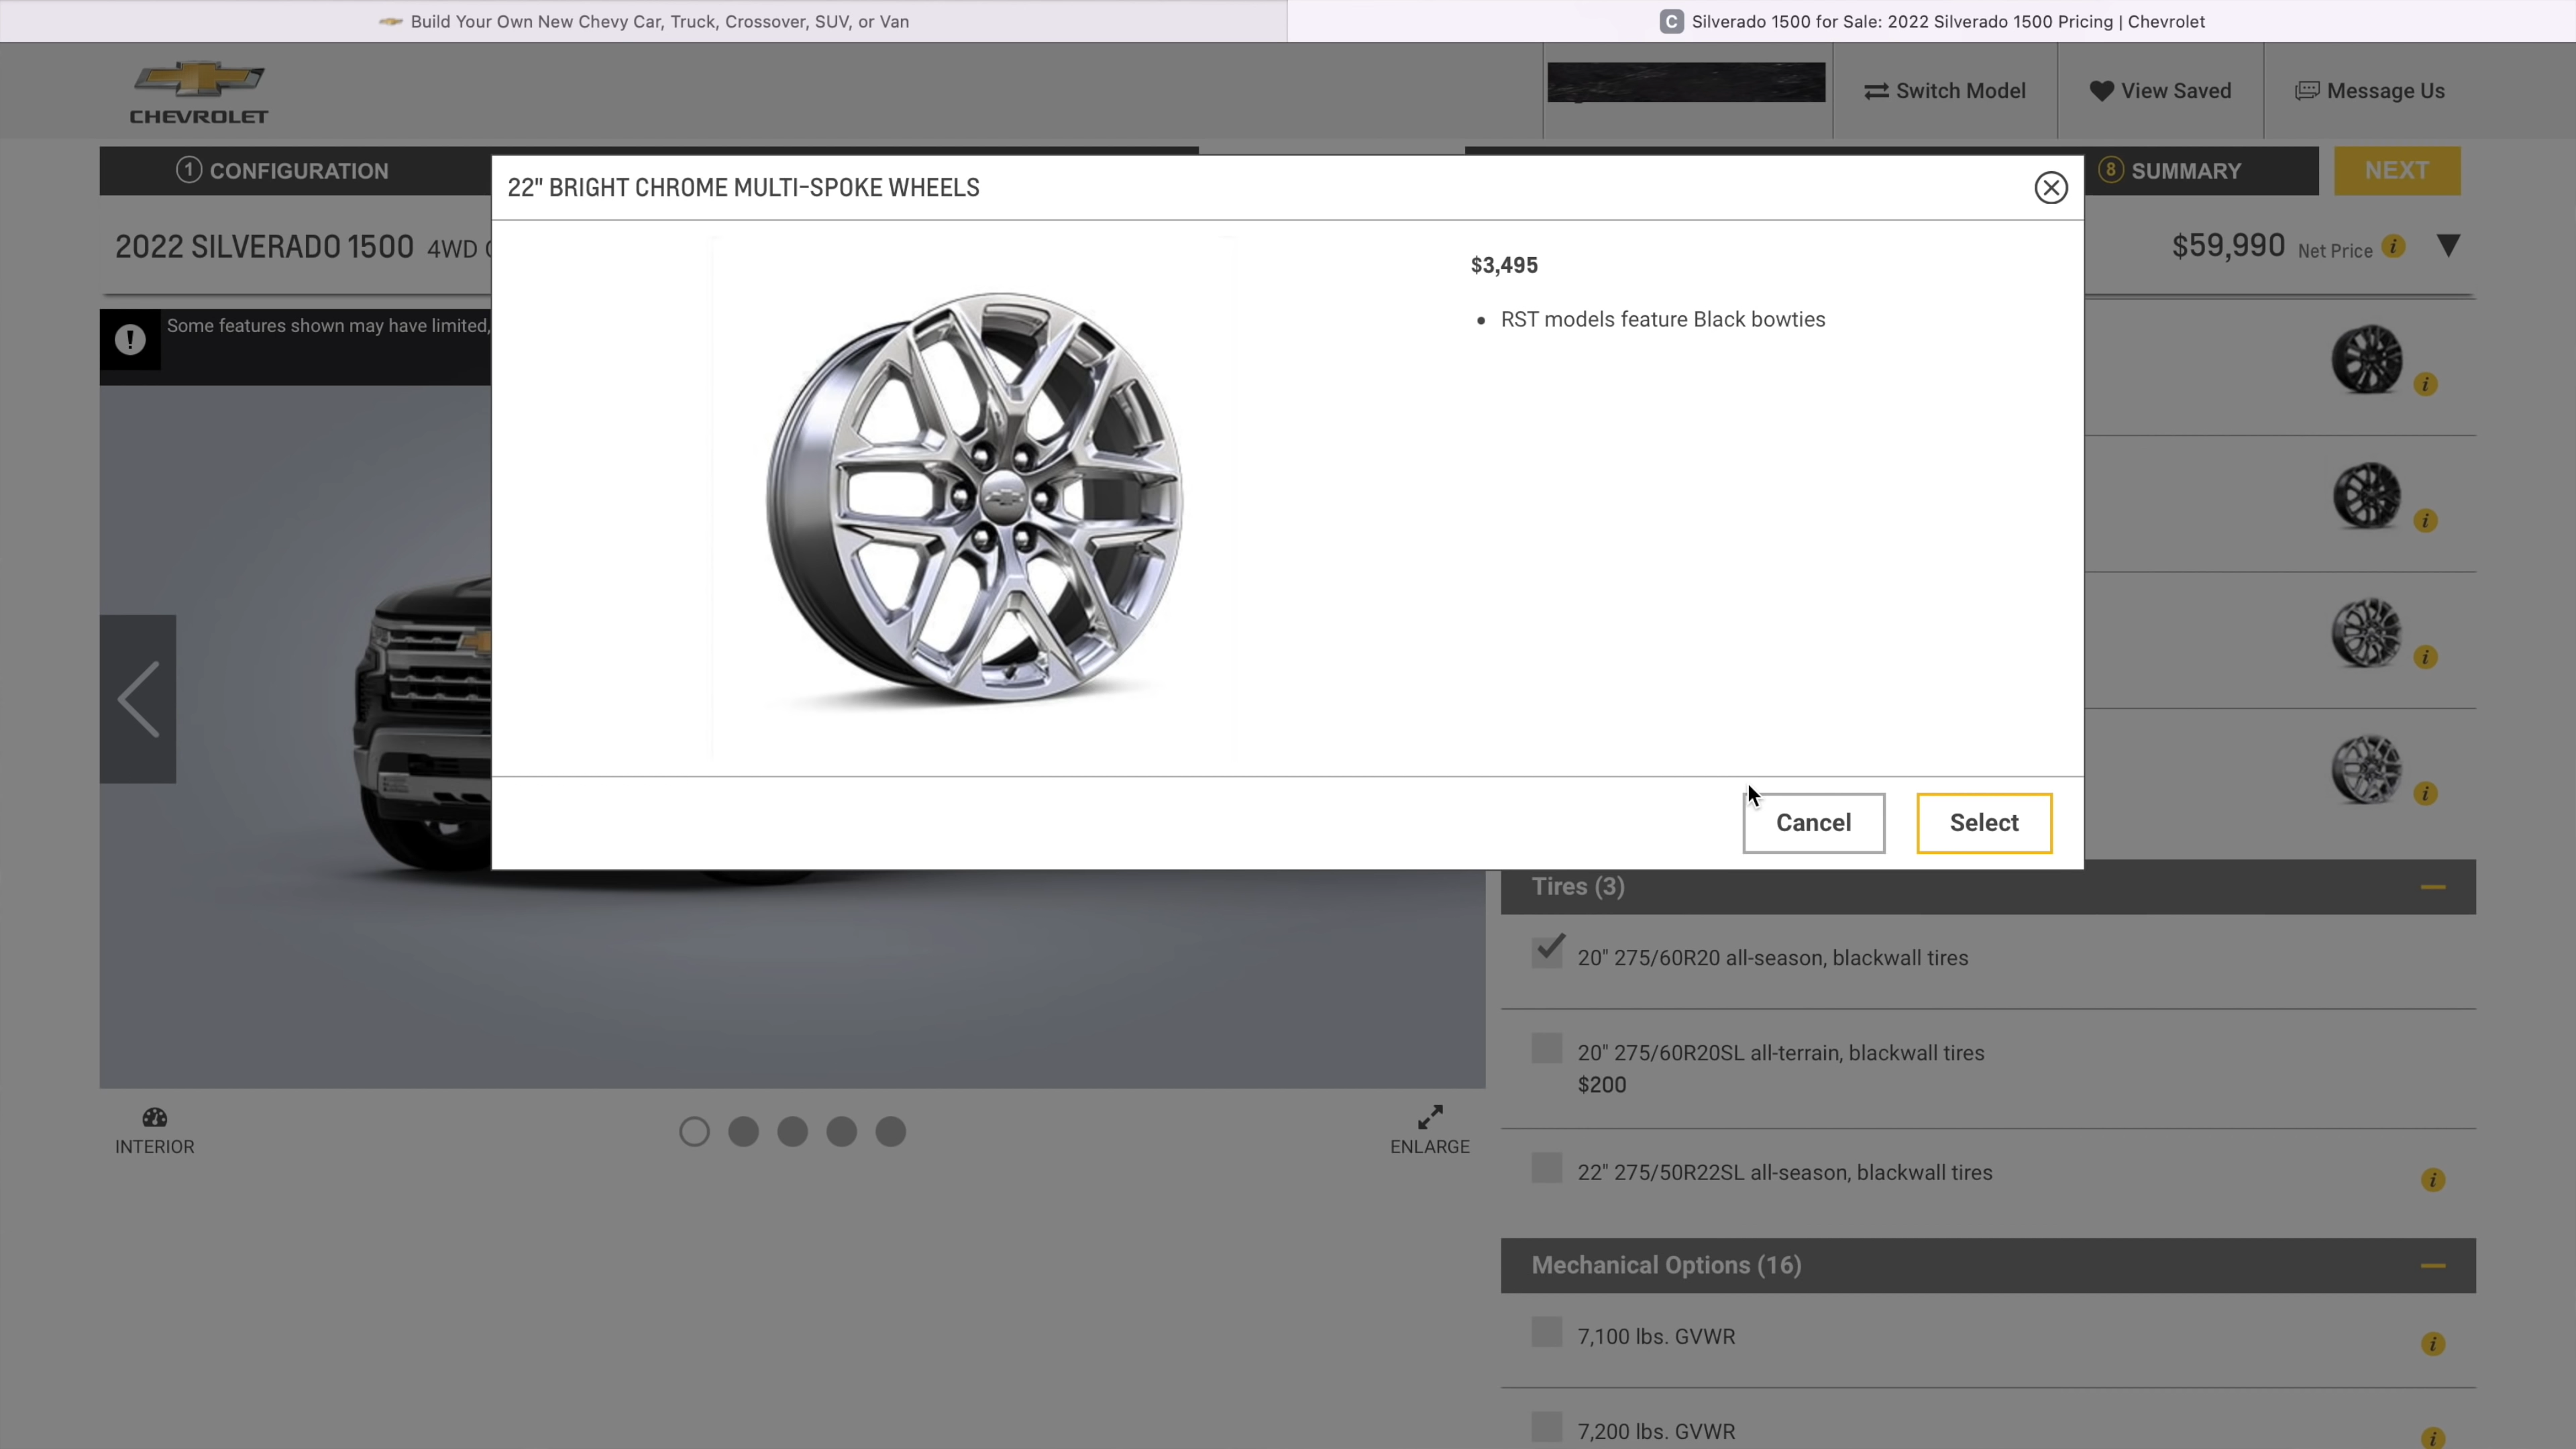 Build Your Own New Chevy Car, Truck, Crossover, SUV, or Van
C Silverado 1500 for Sale: 2022 Silverado 1500 Pricing | Chevrolet
CHEVROLET
Switch Model
View Saved
Message Us
1 CONFIGURATION
8 SUMMARY
NEXT
22" BRIGHT CHROME MULTI-SPOKE WHEELS
2022 SILVERADO 1500 4WD
$59,990 Net Price i
Some features shown may have limited,
$3,495
• RST models feature Black bowties
i
i
i
i
Cancel
Select
Tires (3)
20" 275/60R20 all-season, blackwall tires
20" 275/60R20SL all-terrain, blackwall tires
$200
22" 275/50R22SL all-season, blackwall tires
i
INTERIOR
ENLARGE
Mechanical Options (16)
7,100 lbs. GVWR
i
7,200 lbs. GVWR
i